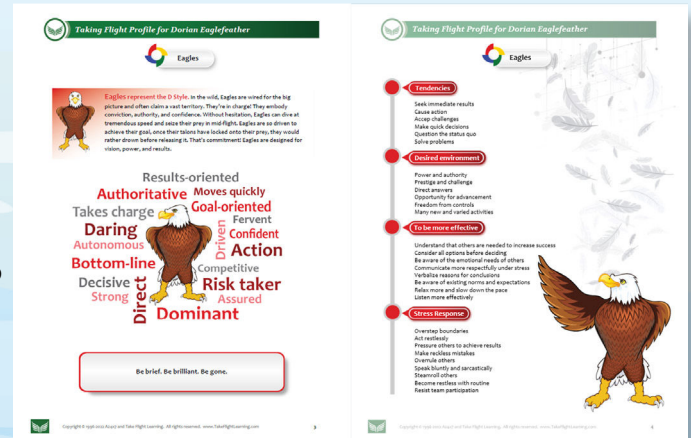 Taking Flight Profile for Dorian Eaglefeather
Eagles
Eagles represent the D Style. In the wild, Eagles are wired for the big
picture and often claim a vast territory. They're in charge! They embody
conviction, authority, and confidence. Without hesitation, Eagles can dive at
tremendous speed and seize their prey in mid-flight. Eagles are so driven to
achieve their goal, once their talons have locked onto their prey, they would
rather drown before releasing it. That's commitment! Eagles are designed for
vision, power, and results.
Results-oriented
Authoritative Moves quickly
Takes charge Goal-oriented
Daring Driven Fervent
Autonomous Confident
Bottom-line Action
Competitive
Decisive Direct Risk taker
Strong Assured
Dominant
Be brief. Be brilliant. Be gone.
Copyright © by and Take Flight Learning. All rights reserved. www.TakeFlightLearning.com
Taking Flight Profile for Dorian Eaglefeather
Eagles
Tendencies
Seek immediate results
Cause action
Accep challenges
Make quick decisions
Question the status quo
Solve problems
Desired environment
Power and authority
Prestige and challenge
Direct answers
Opportunity for advancement
Freedom from controls
Many new and varied activities
To be more effective
Understand that others are needed to increase success
Consider all options before deciding
Be aware of the emotional needs of others
Communicate more respectfully under stress
Verbalize reasons for conclusions
Be aware of existing norms and expectations
Relax more and slow down the pace
Listen more effectively
Stress Response
Overstep boundaries
Act restlessly
Pressure others to achieve results
Make reckless mistakes
Overrule others
Speak bluntly and sarcastically
Steamroll others
Become restless with routine
Resist team participation
Copyright © by and Take Flight Learning. All rights reserved. www.TakeFlightLearning.com